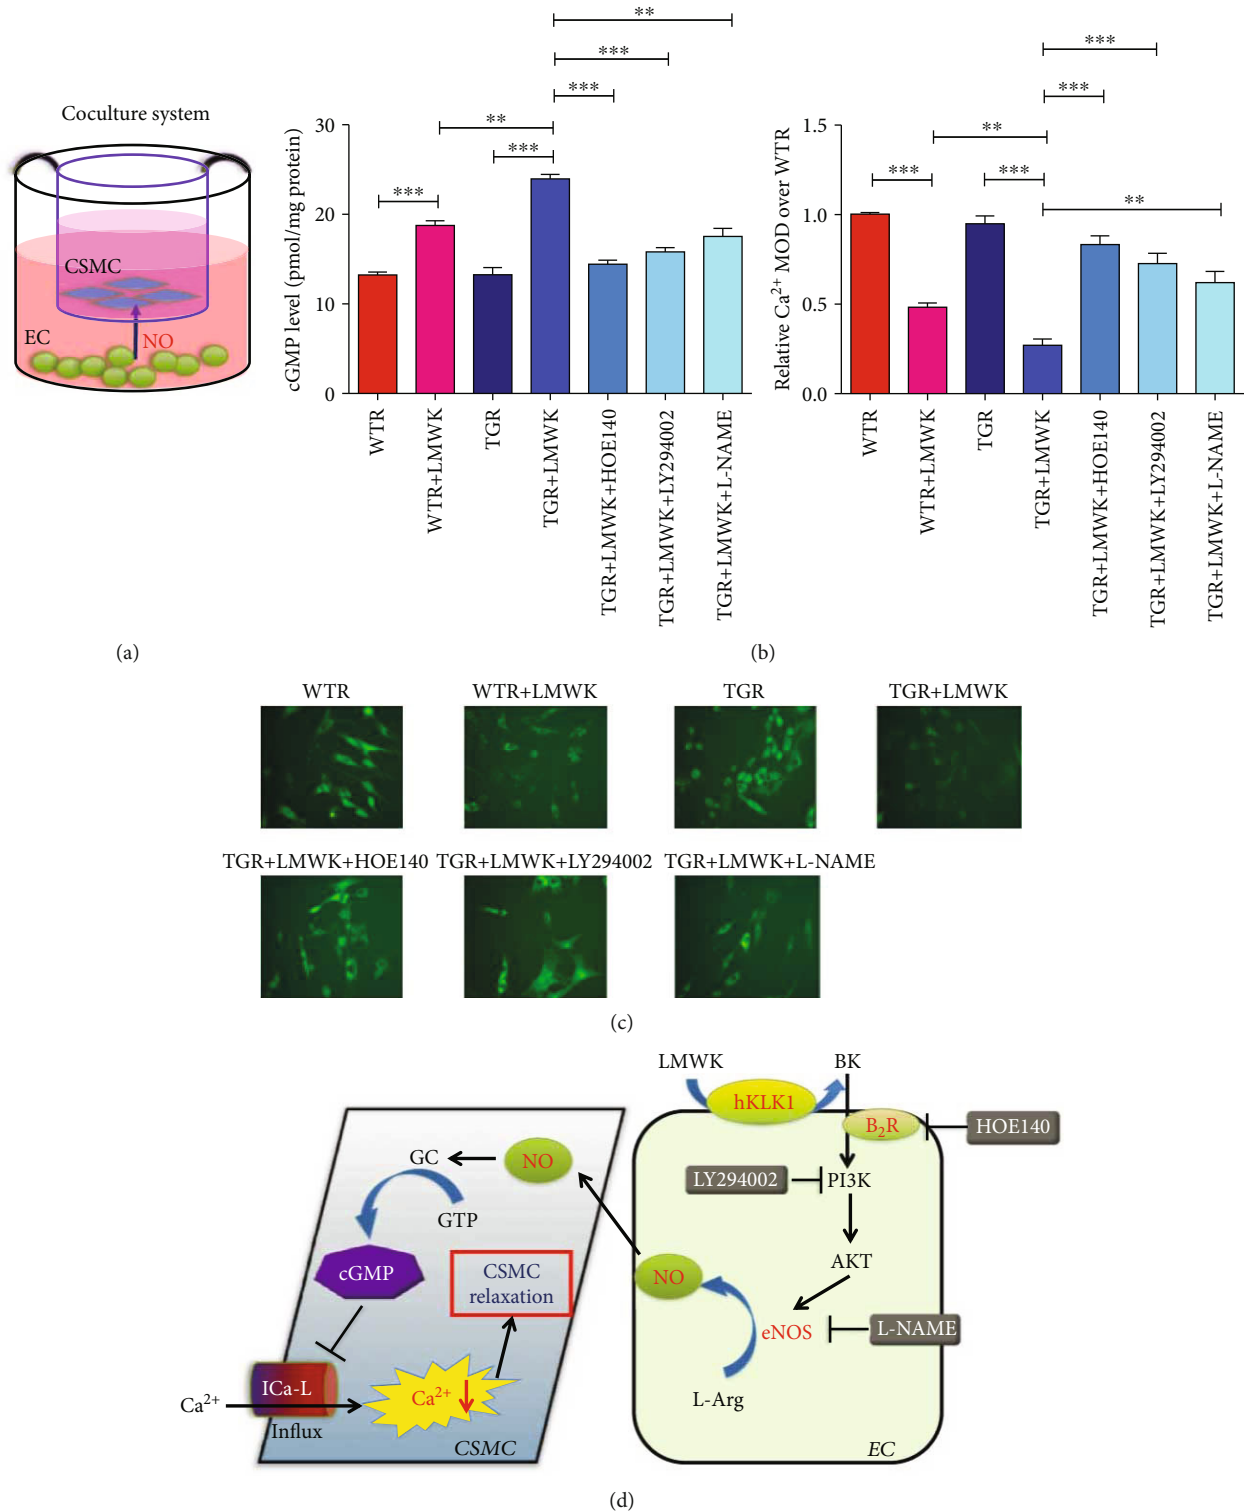 Coculture system
CSMC
EC
NO
(a)
**
***
***
**
***
***
cGMP level (pmol/mg protein)
30
20
10
0
WTR
WTR+LMWK
TGR
TGR+LMWK
TGR+LMWK+HOE140
TGR+LMWK+LY294002
TGR+LMWK+L-NAME
***
***
**
***
***
**
Relative Ca²⁺ MOD over WTR
1.5
1.0
0.5
0.0
WTR
WTR+LMWK
TGR
TGR+LMWK
TGR+LMWK+HOE140
TGR+LMWK+LY294002
TGR+LMWK+L-NAME
(b)
WTR
WTR+LMWK
TGR
TGR+LMWK
TGR+LMWK+HOE140
TGR+LMWK+LY294002
TGR+LMWK+L-NAME
(c)
LMWK
BK
hKLK1
B₂R
HOE140
GC
NO
LY294002
PI3K
GTP
cGMP
CSMC
relaxation
NO
AKT
eNOS
L-NAME
ICa-L
Ca²⁺
Ca²⁺
L-Arg
Influx
CSMC
EC
(d)